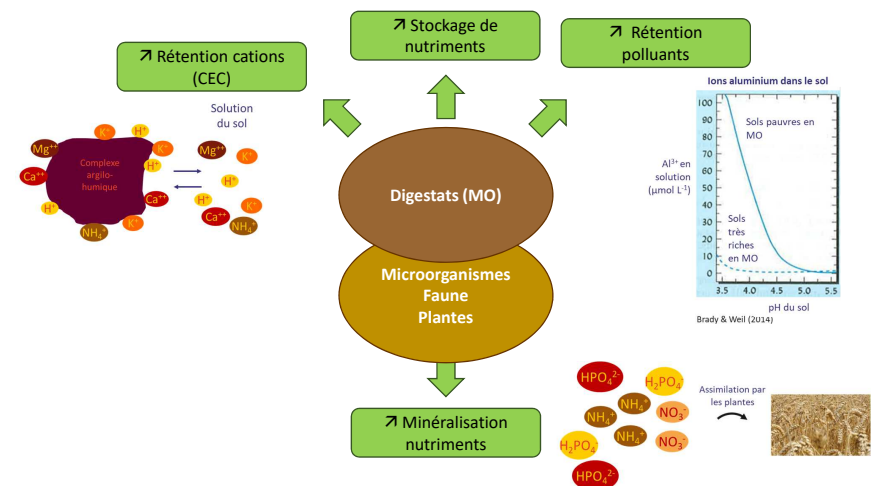 ↗ Stockage de
nutriments
↗ Rétention cations
(CEC)
↗ Rétention
polluants
Solution
du sol
K⁺
H⁺
Mg⁺⁺
K⁺
Complexe
argilo-
humique
H⁺
Ca⁺⁺
Ca⁺⁺
H⁺
K⁺
NH₄⁺
Mg⁺⁺
K⁺
H⁺
H⁺
K⁺
Ca⁺⁺
NH₄⁺
Digestats (MO)
Microorganismes
Faune
Plantes
Ions aluminium dans le sol
100
90
80
70
60
50
40
30
20
10
0
Sols pauvres en
MO
Al³⁺ en
solution
(µmol L⁻¹)
Sols
très
riches
en MO
3.5 4.0 4.5 5.0 5.5
pH du sol
Brady & Weil (2014)
↗ Minéralisation
nutriments
HPO₄²⁻
H₂PO₄⁻
NH₄⁺
NH₄⁺
NO₃⁻
NH₄⁺
NO₃⁻
H₂PO₄⁻
HPO₄²⁻
Assimilation par
les plantes